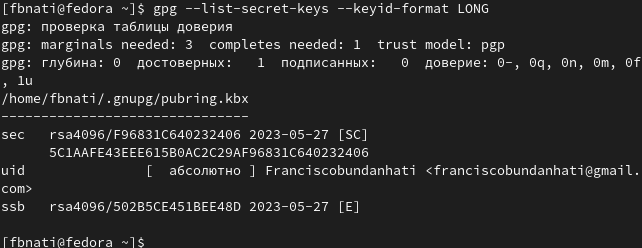 [fbnati@fedora ~]$ gpg --list-secret-keys --keyid-format LONG
gpg: проверка таблицы доверия
gpg: marginals needed: 3  completes needed: 1  trust model: pgp
gpg: глубина: 0  достоверных:   1  подписанных:   0  доверие: 0-, 0q, 0n, 0m, 0f
, 1u
/home/fbnati/.gnupg/pubring.kbx
-------------------------------
sec   rsa4096/F96831C640232406 2023-05-27 [SC]
      5C1AAFE43EEE615B0AC2C29AF96831C640232406
uid              [  абсолютно ] Franciscobundanhati <franciscobundanhati@gmail.
com>
ssb   rsa4096/502B5CE451BEE48D 2023-05-27 [E]
[fbnati@fedora ~]$